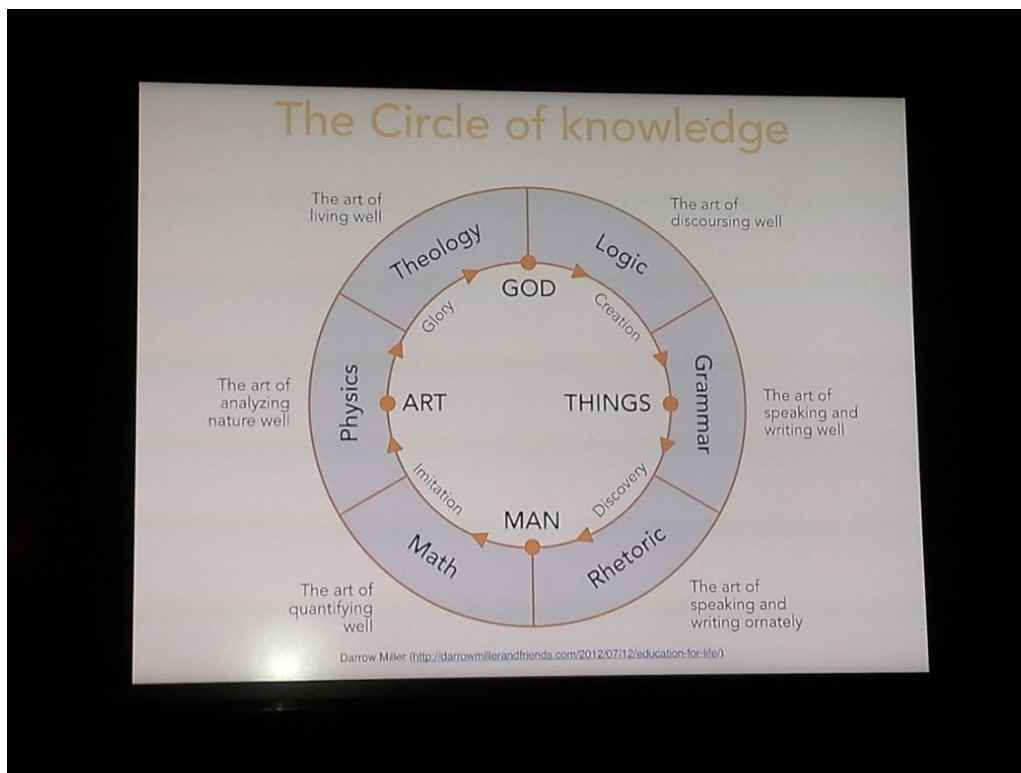 The Circle of knowledge
The art of
living well
The art of
discoursing well
Theology
Logic
GOD
Glory
Creation
The art of
analyzing
nature well
Physics
ART
THINGS
Grammar
The art of
speaking and
writing well
Imitation
Discovery
MAN
Math
Rhetoric
The art of
quantifying
well
The art of
speaking and
writing ornately
Darrow Miller (http://darrowmillerandfriends.com/2012/07/12/education-for-life/)